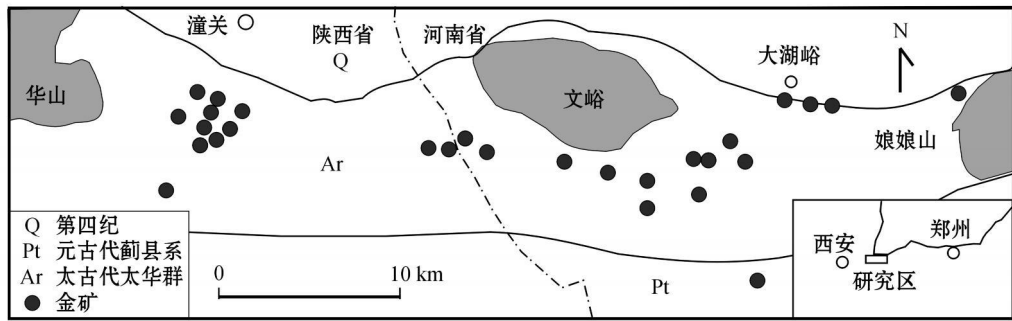 潼关
陕西省
河南省
Q
大湖峪
N
华山
文峪
娘娘山
Ar
Q 第四纪
Pt 元古代蓟县系
Ar 太古代太华群
金矿
0 10 km
Pt
西安
郑州
研究区